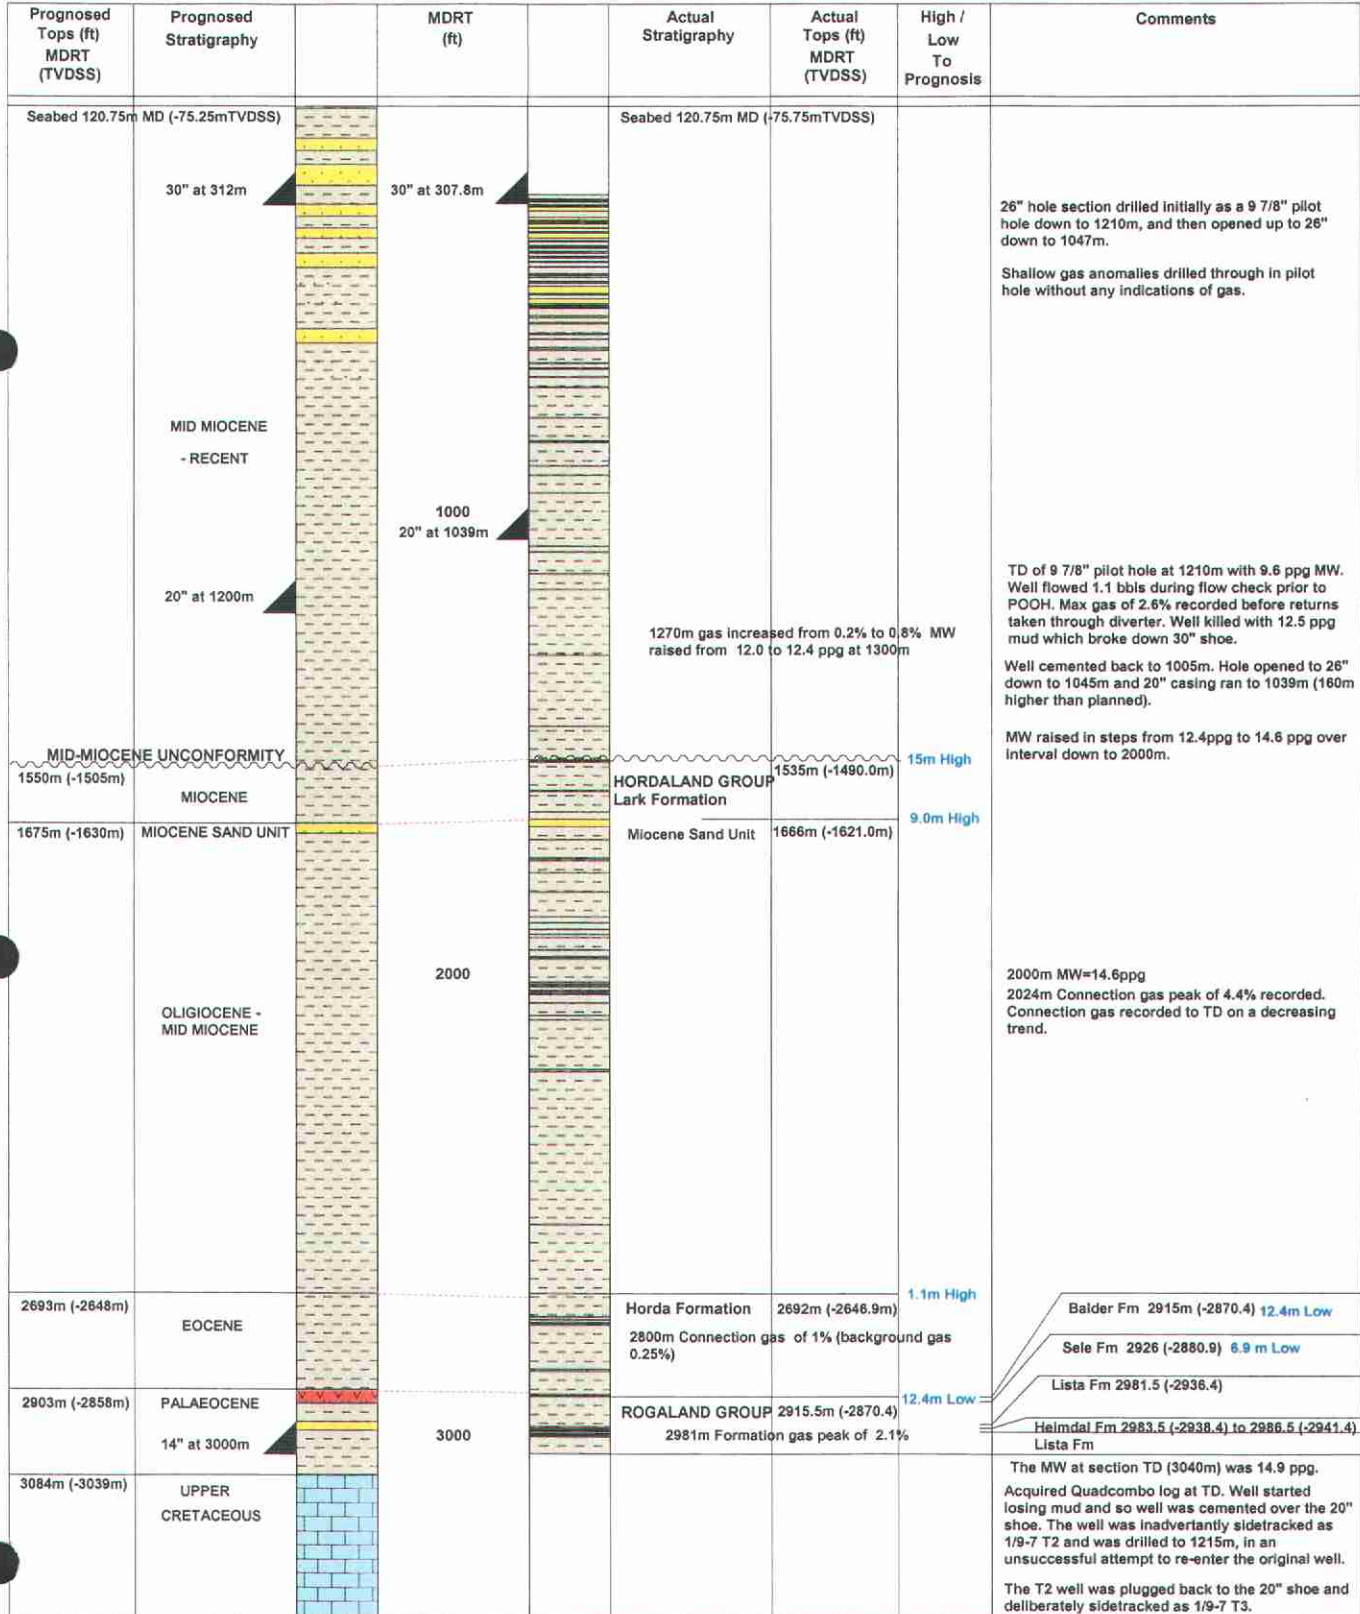 Prognosed
Tops (ft)
MDRT
(TVDSS)
Prognosed
Stratigraphy
MDRT
(ft)
Actual
Stratigraphy
Actual
Tops (ft)
MDRT
(TVDSS)
High /
Low
To
Prognosis
Comments
Seabed 120.75m MD (-75.25mTVDSS)
Seabed 120.75m MD (-75.75mTVDSS)
30" at 312m
30" at 307.8m
26" hole section drilled initially as a 9 7/8" pilot
hole down to 1210m, and then opened up to 26"
down to 1047m.
Shallow gas anomalies drilled through in pilot
hole without any indications of gas.
MID MIOCENE
- RECENT
1000
20" at 1039m
20" at 1200m
TD of 9 7/8" pilot hole at 1210m with 9.6 ppg MW.
Well flowed 1.1 bbls during flow check prior to
POOH. Max gas of 2.6% recorded before returns
taken through diverter. Well killed with 12.5 ppg
mud which broke down 30" shoe.
1270m gas increased from 0.2% to 0.8% MW
raised from 12.0 to 12.4 ppg at 1300m
Well cemented back to 1005m. Hole opened to 26"
down to 1045m and 20" casing ran to 1039m (160m
higher than planned).
MW raised in steps from 12.4ppg to 14.6 ppg over
interval down to 2000m.
MID-MIOCENE UNCONFORMITY
15m High
1550m (-1505m)
1535m (-1490.0m)
MIOCENE
HORDALAND GROUP
Lark Formation
9.0m High
1675m (-1630m)
MIOCENE SAND UNIT
Miocene Sand Unit
1666m (-1621.0m)
2000
2000m MW=14.6ppg
2024m Connection gas peak of 4.4% recorded.
Connection gas recorded to TD on a decreasing
trend.
OLIGIOCENE -
MID MIOCENE
1.1m High
2693m (-2648m)
EOCENE
Horda Formation
2692m (-2646.9m)
2800m Connection gas of 1% (background gas
0.25%)
Balder Fm 2915m (-2870.4) 12.4m Low
Sele Fm 2926 (-2880.9) 6.9 m Low
Lista Fm 2981.5 (-2936.4)
2903m (-2858m)
PALAEOCENE
12.4m Low
ROGALAND GROUP
2915.5m (-2870.4)
Heimdal Fm 2983.5 (-2938.4) to 2986.5 (-2941.4)
Lista Fm
14" at 3000m
3000
2981m Formation gas peak of 2.1%
3084m (-3039m)
UPPER
CRETACEOUS
The MW at section TD (3040m) was 14.9 ppg.
Acquired Quadcombo log at TD. Well started
losing mud and so well was cemented over the 20"
shoe. The well was inadvertantly sidetracked as
1/9-7 T2 and was drilled to 1215m, in an
unsuccessful attempt to re-enter the original well.
The T2 well was plugged back to the 20" shoe and
deliberately sidetracked as 1/9-7 T3.